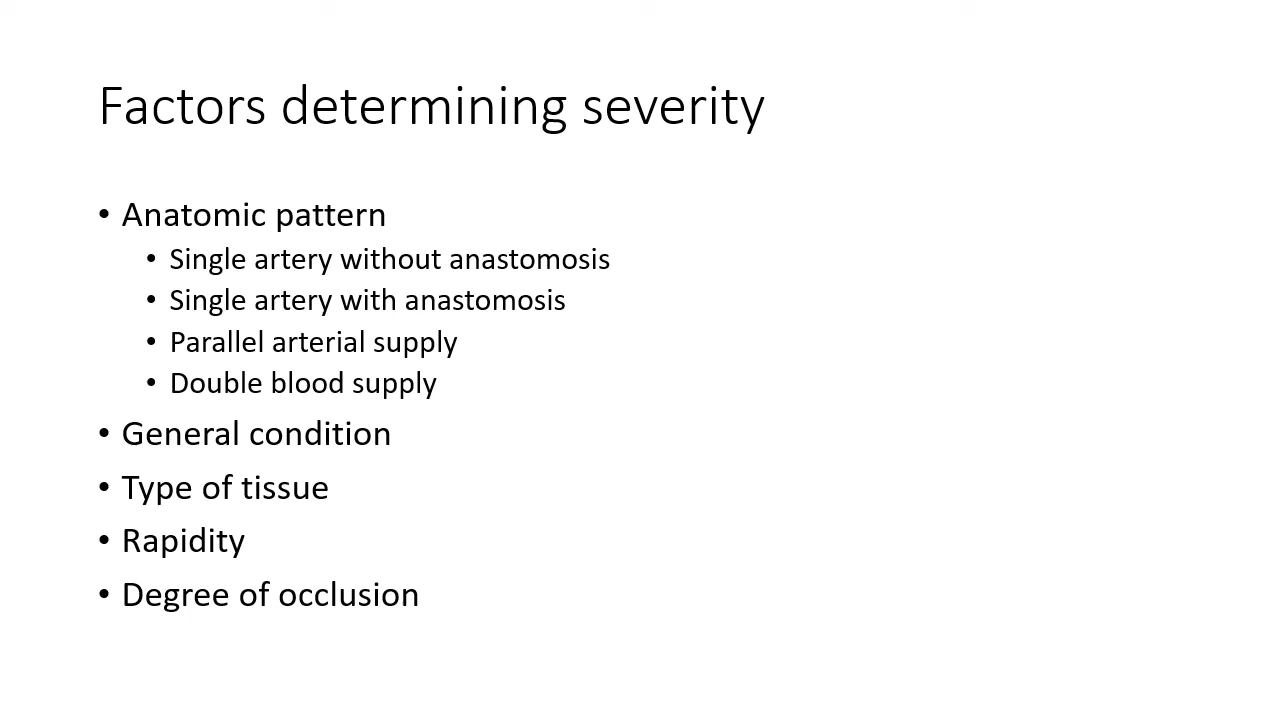 Factors determining severity
• Anatomic pattern
• Single artery without anastomosis
• Single artery with anastomosis
• Parallel arterial supply
• Double blood supply
• General condition
• Type of tissue
• Rapidity
• Degree of occlusion